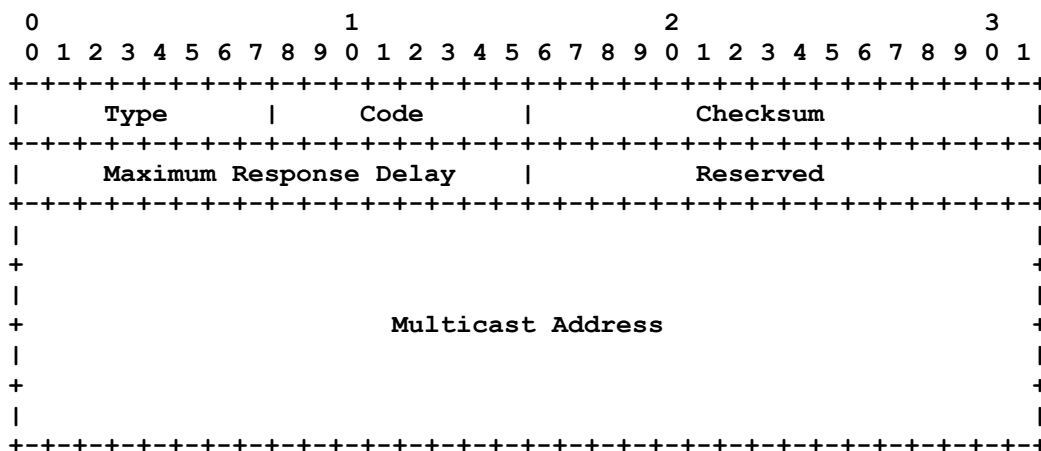 0                   1                   2                   3
0 1 2 3 4 5 6 7 8 9 0 1 2 3 4 5 6 7 8 9 0 1 2 3 4 5 6 7 8 9 0 1
+-+-+-+-+-+-+-+-+-+-+-+-+-+-+-+-+-+-+-+-+-+-+-+-+-+-+-+-+-+-+-+-+
|     Type      |     Code      |          Checksum             |
+-+-+-+-+-+-+-+-+-+-+-+-+-+-+-+-+-+-+-+-+-+-+-+-+-+-+-+-+-+-+-+-+
|     Maximum Response Delay    |          Reserved             |
+-+-+-+-+-+-+-+-+-+-+-+-+-+-+-+-+-+-+-+-+-+-+-+-+-+-+-+-+-+-+-+-+
|                                                               |
+                                                               +
|                                                               |
+                       Multicast Address                       +
|                                                               |
+                                                               +
|                                                               |
+-+-+-+-+-+-+-+-+-+-+-+-+-+-+-+-+-+-+-+-+-+-+-+-+-+-+-+-+-+-+-+-+